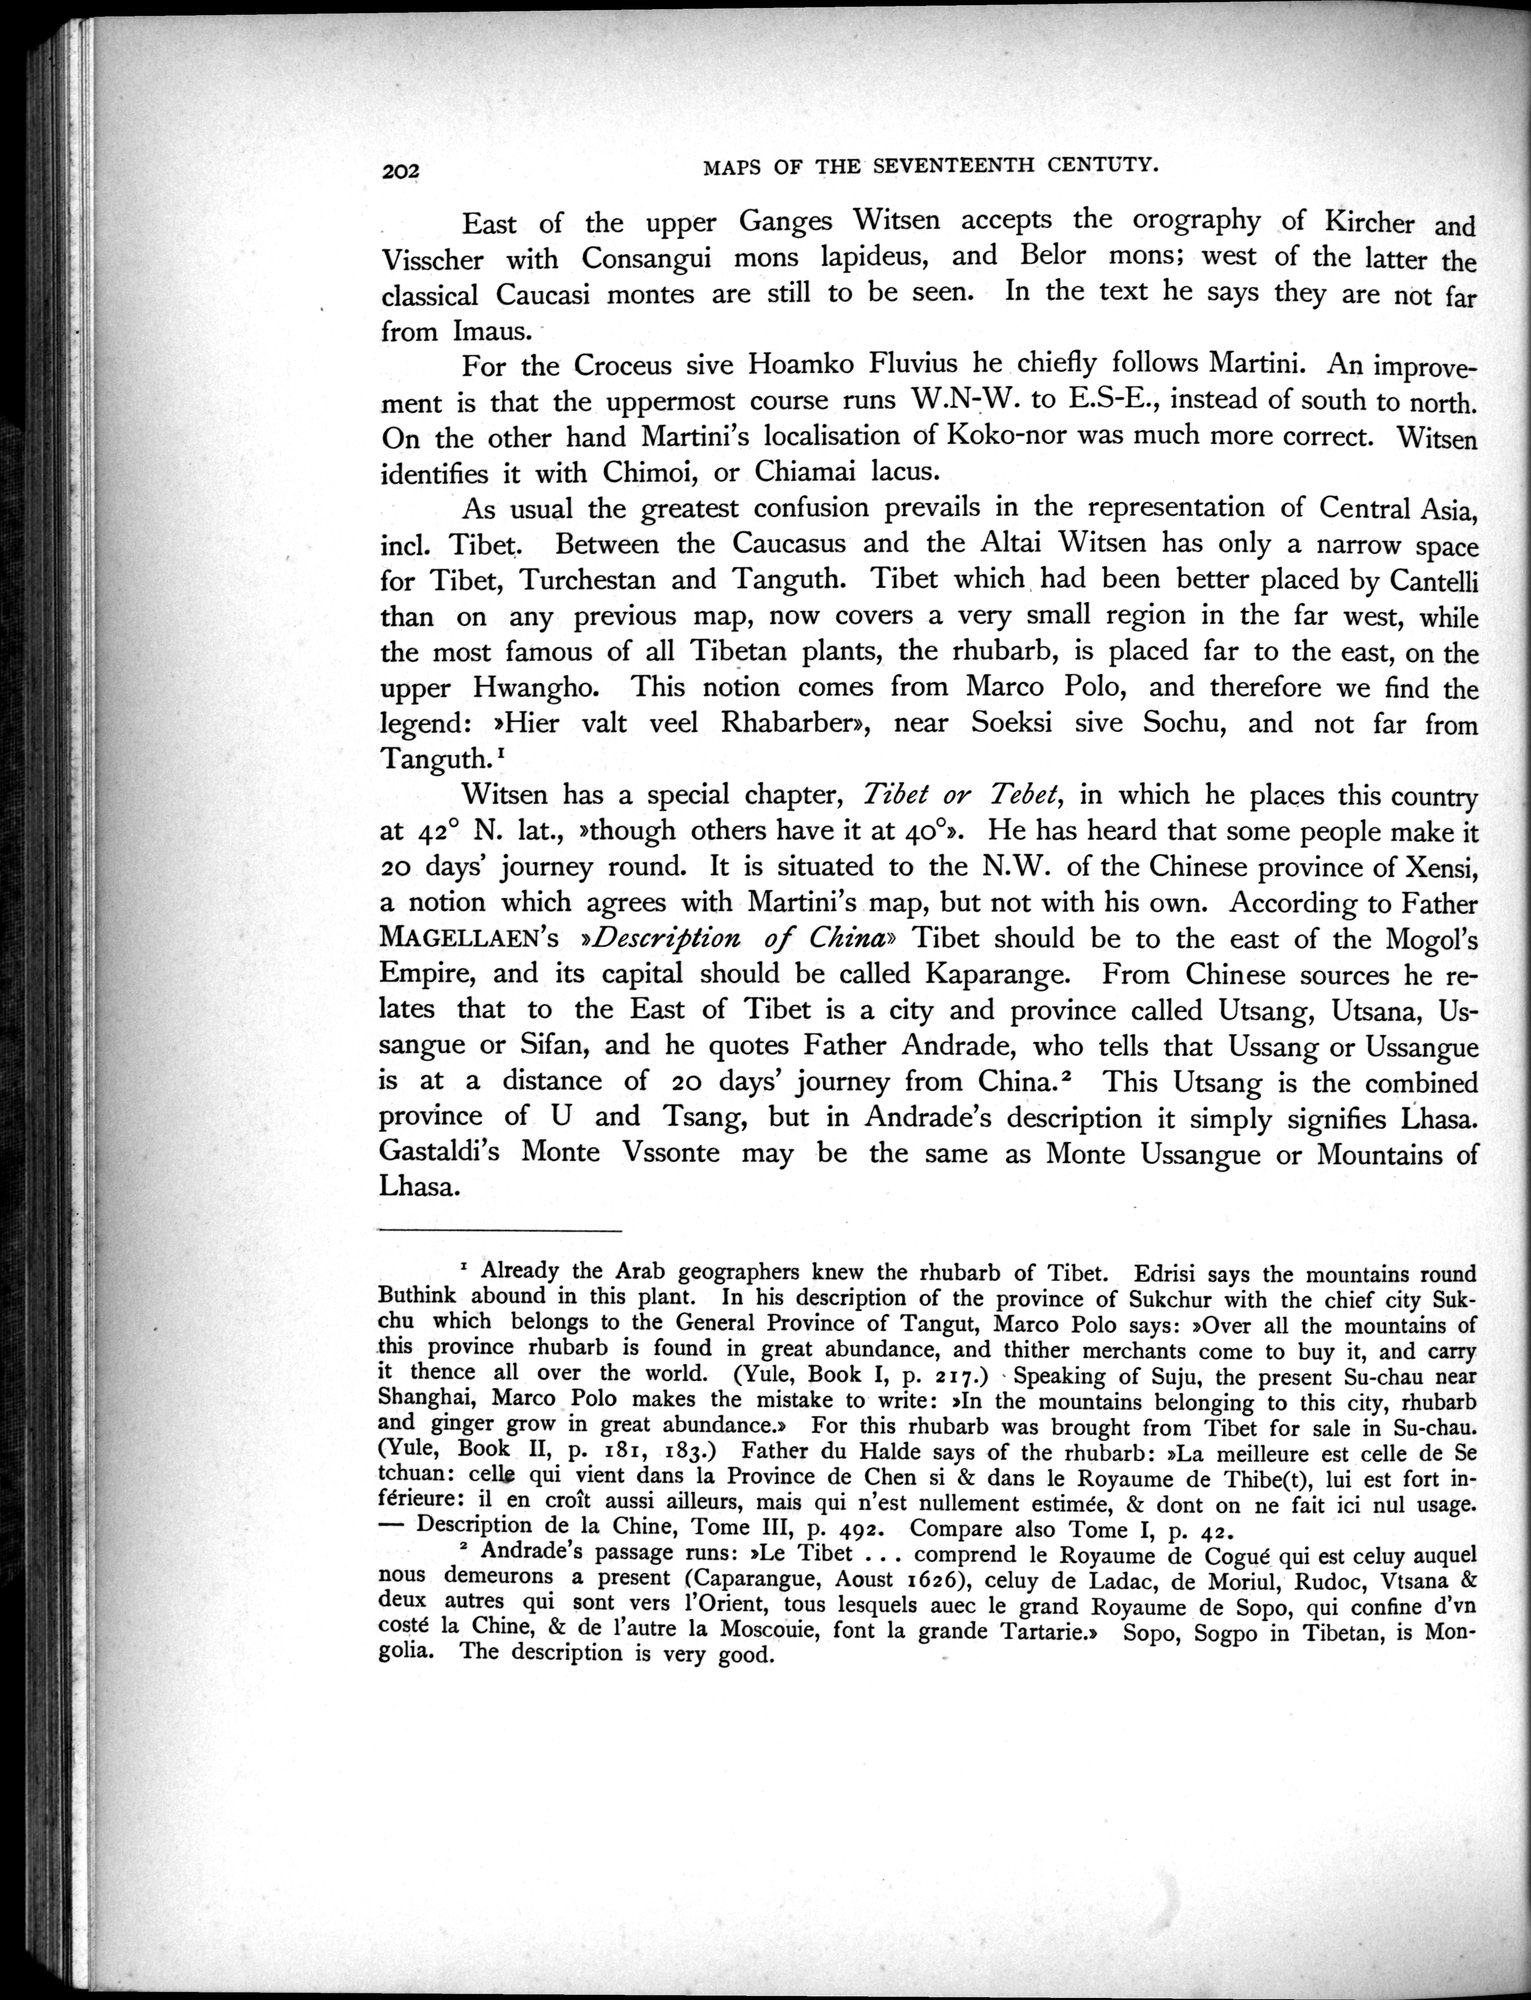 202 MAPS OF THE SEVENTEENTH CENTUTY.
East of the upper Ganges Witsen accepts the orography of Kircher and
Visscher with Consangui mons lapideus, and Belor mons; west of the latter the
classical Caucasi montes are still to be seen. In the text he says they are not far
from Imaus.
For the Croceus sive Hoamko Fluvius he chiefly follows Martini. An improve-
ment is that the uppermost course runs W.N-W. to E.S-E., instead of south to north.
On the other hand Martini's localisation of Koko-nor was much more correct. Witsen
identifies it with Chimoi, or Chiamai lacus.
As usual the greatest confusion prevails in the representation of Central Asia,
incl. Tibet. Between the Caucasus and the Altai Witsen has only a narrow space
for Tibet, Turchestan and Tanguth. Tibet which had been better placed by Cantelli
than on any previous map, now covers a very small region in the far west, while
the most famous of all Tibetan plants, the rhubarb, is placed far to the east, on the
upper Hwangho. This notion comes from Marco Polo, and therefore we find the
legend: »Hier valt veel Rhabarber», near Soeksi sive Sochu, and not far from
Tanguth.¹
Witsen has a special chapter, Tibet or Tebet, in which he places this country
at 42° N. lat., »though others have it at 40°». He has heard that some people make it
20 days' journey round. It is situated to the N.W. of the Chinese province of Xensi,
a notion which agrees with Martini's map, but not with his own. According to Father
MAGELLAEN's »Description of China» Tibet should be to the east of the Mogol's
Empire, and its capital should be called Kaparange. From Chinese sources he re-
lates that to the East of Tibet is a city and province called Utsang, Utsana, Us-
sangue or Sifan, and he quotes Father Andrade, who tells that Ussang or Ussangue
is at a distance of 20 days' journey from China.² This Utsang is the combined
province of U and Tsang, but in Andrade's description it simply signifies Lhasa.
Gastaldi's Monte Vssonte may be the same as Monte Ussangue or Mountains of
Lhasa.
¹ Already the Arab geographers knew the rhubarb of Tibet. Edrisi says the mountains round
Buthink abound in this plant. In his description of the province of Sukchur with the chief city Suk-
chu which belongs to the General Province of Tangut, Marco Polo says: »Over all the mountains of
this province rhubarb is found in great abundance, and thither merchants come to buy it, and carry
it thence all over the world. (Yule, Book I, p. 217.) Speaking of Suju, the present Su-chau near
Shanghai, Marco Polo makes the mistake to write: »In the mountains belonging to this city, rhubarb
and ginger grow in great abundance.» For this rhubarb was brought from Tibet for sale in Su-chau.
(Yule, Book II, p. 181, 183.) Father du Halde says of the rhubarb: »La meilleure est celle de Se
tchuan: celle qui vient dans la Province de Chen si & dans le Royaume de Thibe(t), lui est fort in-
férieure: il en croît aussi ailleurs, mais qui n'est nullement estimée, & dont on ne fait ici nul usage.
— Description de la Chine, Tome III, p. 492. Compare also Tome I, p. 42.
² Andrade's passage runs: »Le Tibet ... comprend le Royaume de Cogué qui est celuy auquel
nous demeurons a present (Caparangue, Aoust 1626), celuy de Ladac, de Moriul, Rudoc, Vtsana &
deux autres qui sont vers l'Orient, tous lesquels auec le grand Royaume de Sopo, qui confine d'vn
costé la Chine, & de l'autre la Moscouie, font la grande Tartarie.» Sopo, Sogpo in Tibetan, is Mon-
golia. The description is very good.